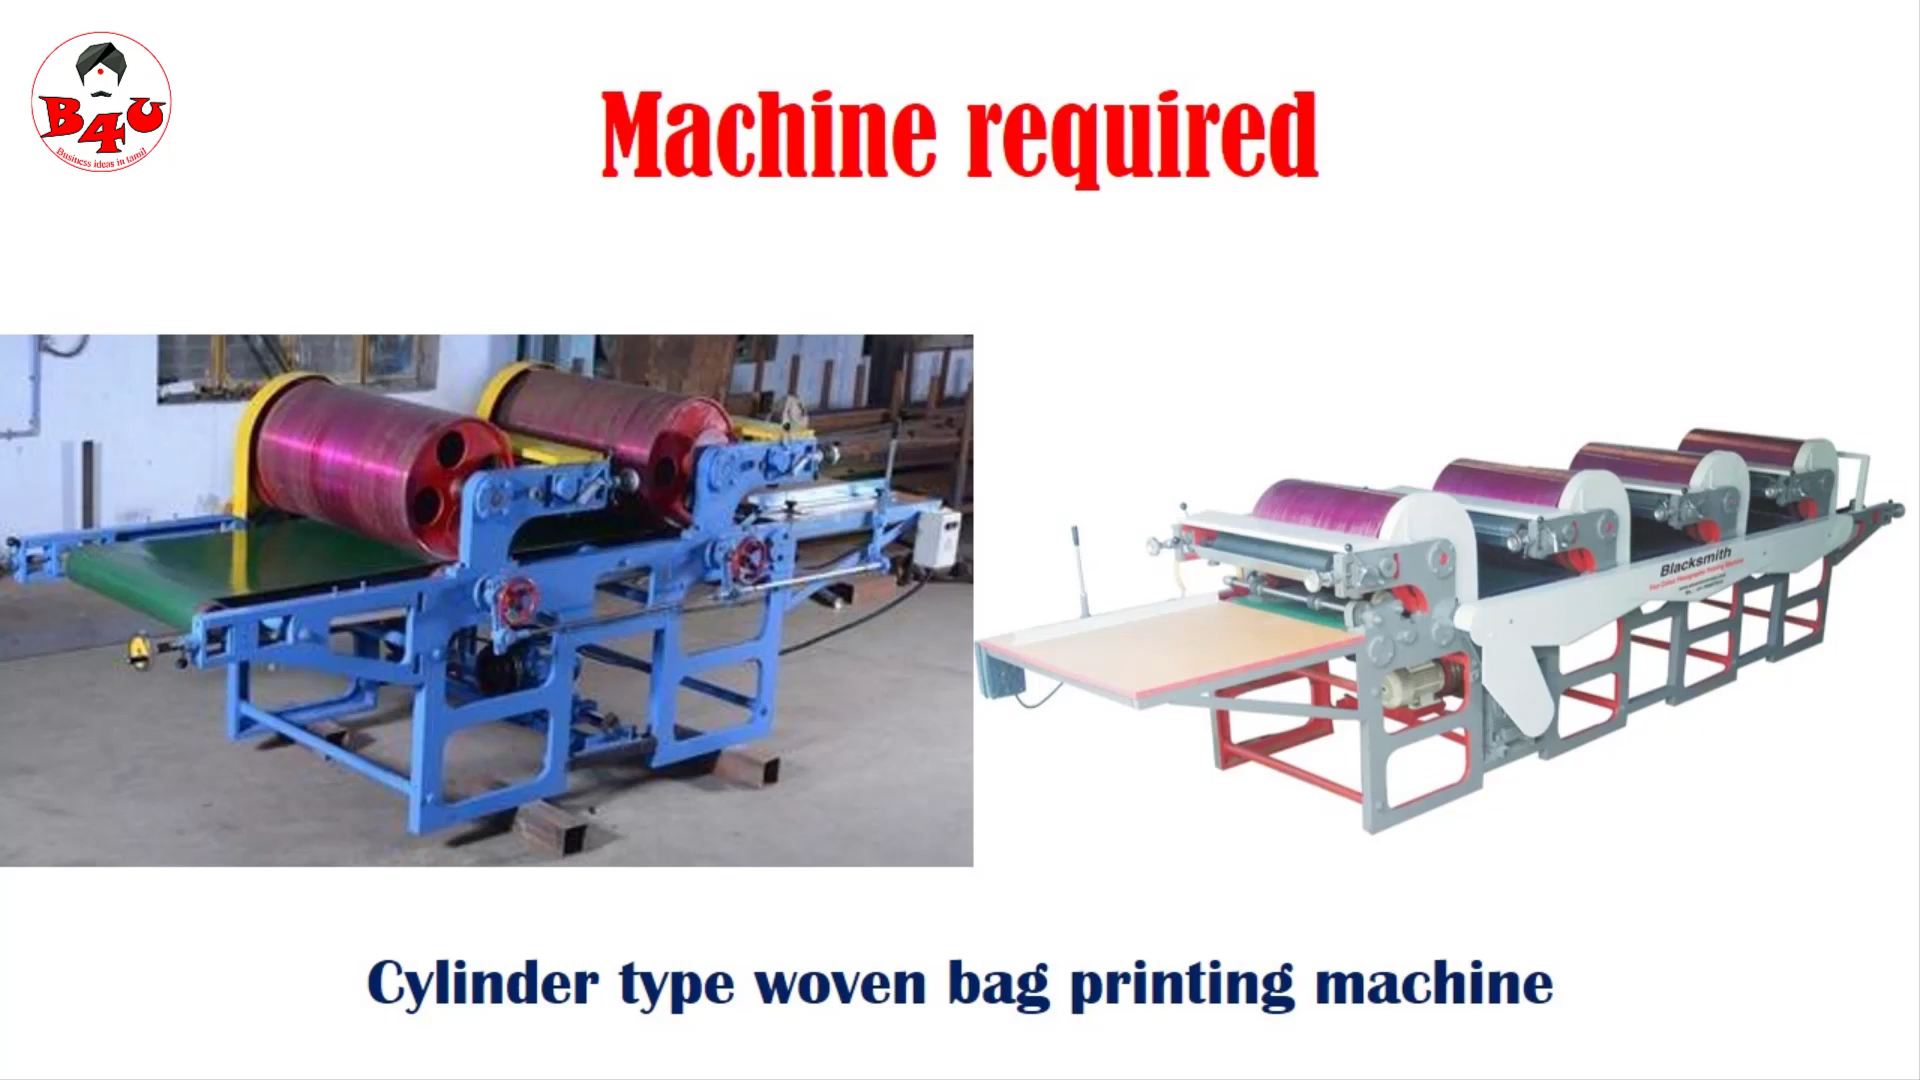 B4U
Business ideas in tamil
Machine required
Blacksmith
Cylinder type woven bag printing machine